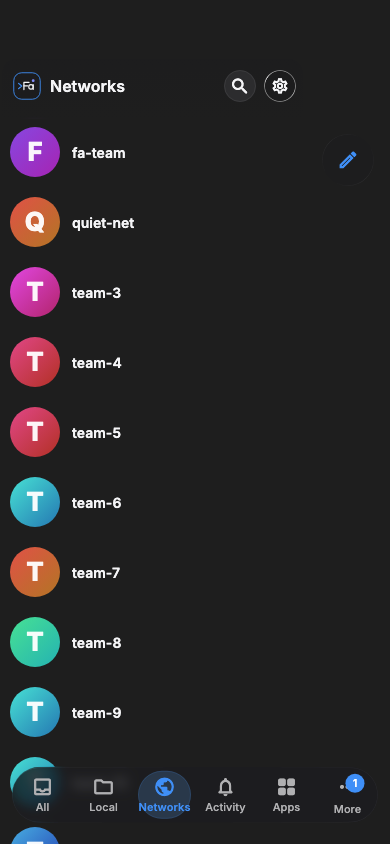 Fa
Networks
F
fa-team
Q
quiet-net
T
team-3
T
team-4
T
team-5
T
team-6
T
team-7
T
team-8
T
team-9
1
All
Local
Networks
Activity
Apps
More